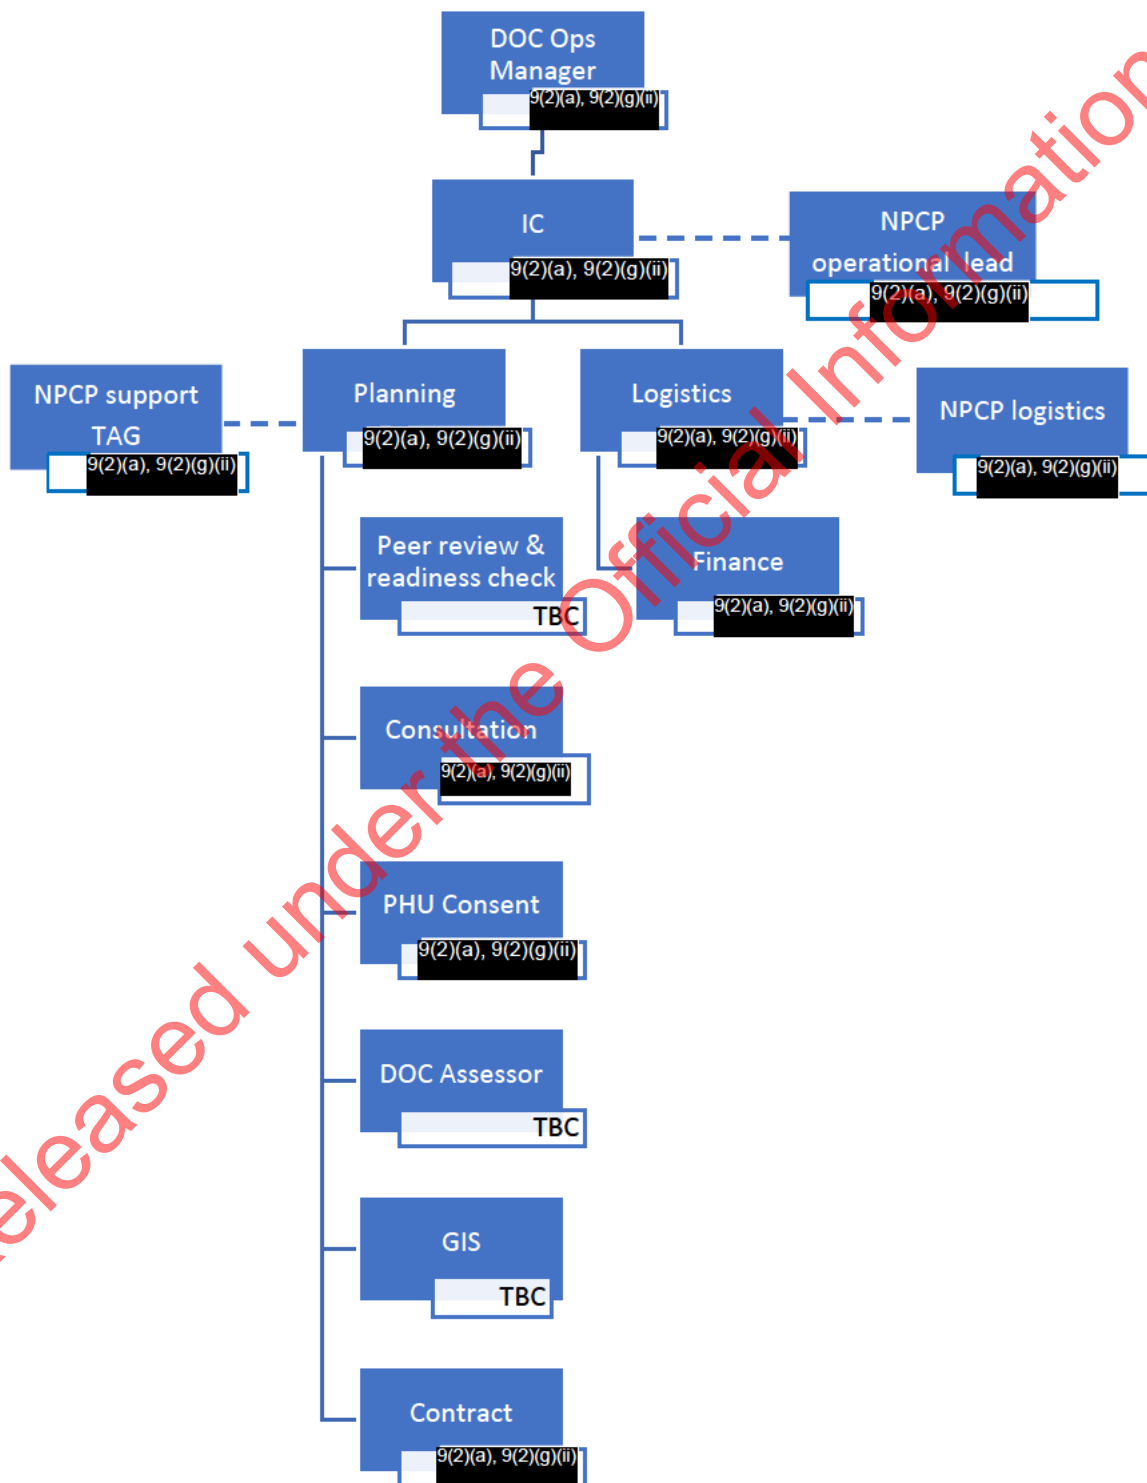 DOC Ops
Manager
9(2)(a), 9(2)(g)(ii)
IC
9(2)(a), 9(2)(g)(ii)
NPCP
operational lead
9(2)(a), 9(2)(g)(ii)
NPCP support
TAG
9(2)(a), 9(2)(g)(ii)
Planning
9(2)(a), 9(2)(g)(ii)
Logistics
9(2)(a), 9(2)(g)(ii)
NPCP logistics
9(2)(a), 9(2)(g)(ii)
Peer review &
readiness check
TBC
Finance
9(2)(a), 9(2)(g)(ii)
Consultation
9(2)(a), 9(2)(g)(ii)
PHU Consent
9(2)(a), 9(2)(g)(ii)
DOC Assessor
TBC
GIS
TBC
Contract
9(2)(a), 9(2)(g)(ii)
Released under the Official Information